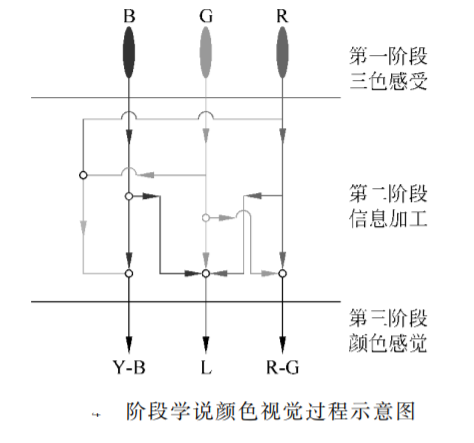 B G R
第一阶段
三色感受
第二阶段
信息加工
第三阶段
颜色感觉
Y-B L R-G
阶段学说颜色视觉过程示意图